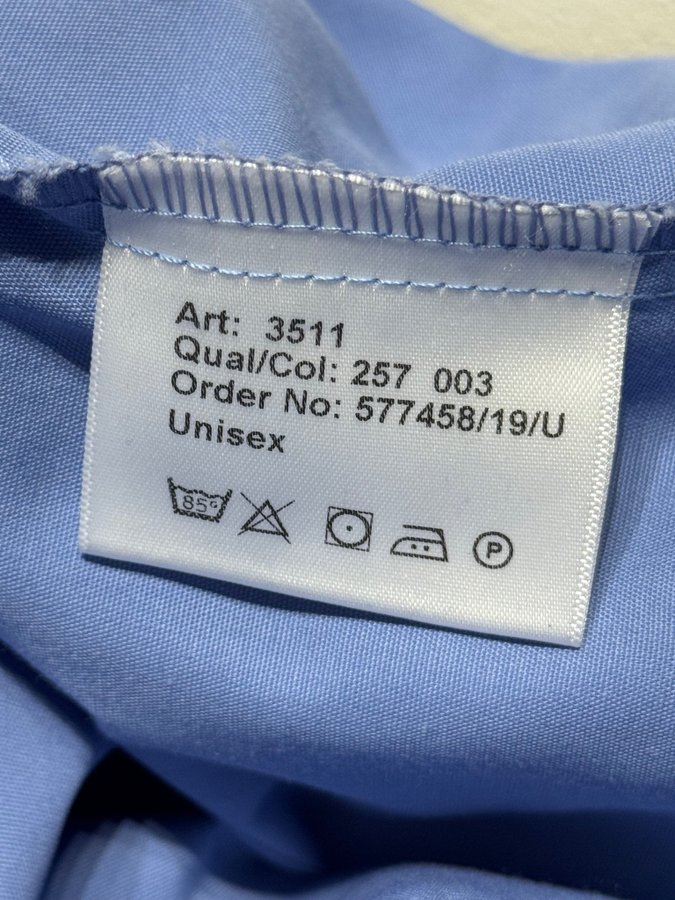 Art: 3511
Qual/Col: 257 003
Order No: 577458/19/U
Unisex
85° P